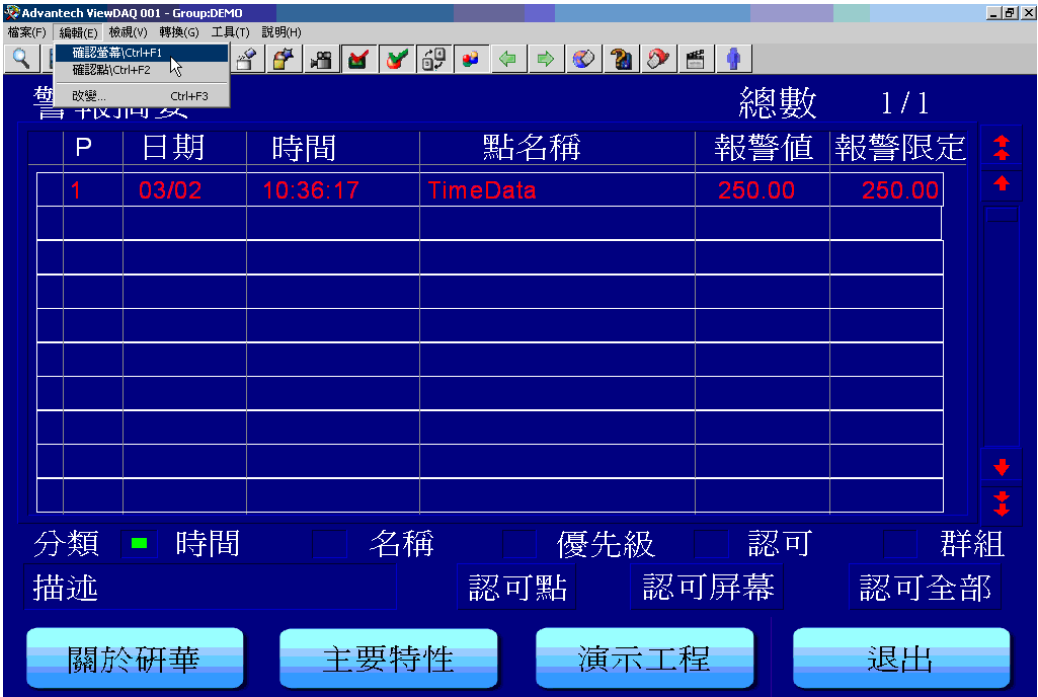 Advantech ViewDAQ 001 - Group:DEMO
檔案(F) 編輯(E) 檢視(V) 轉換(G) 工具(T) 說明(H)
確認螢幕\Ctrl+F1
確認點\Ctrl+F2
改變... Ctrl+F3
總數 1/1
P 日期 時間 點名稱 報警值 報警限定
1 03/02 10:36:17 TimeData 250.00 250.00
分類 時間 名稱 優先級 認可 群組
描述 認可點 認可屏幕 認可全部
關於研華 主要特性 演示工程 退出